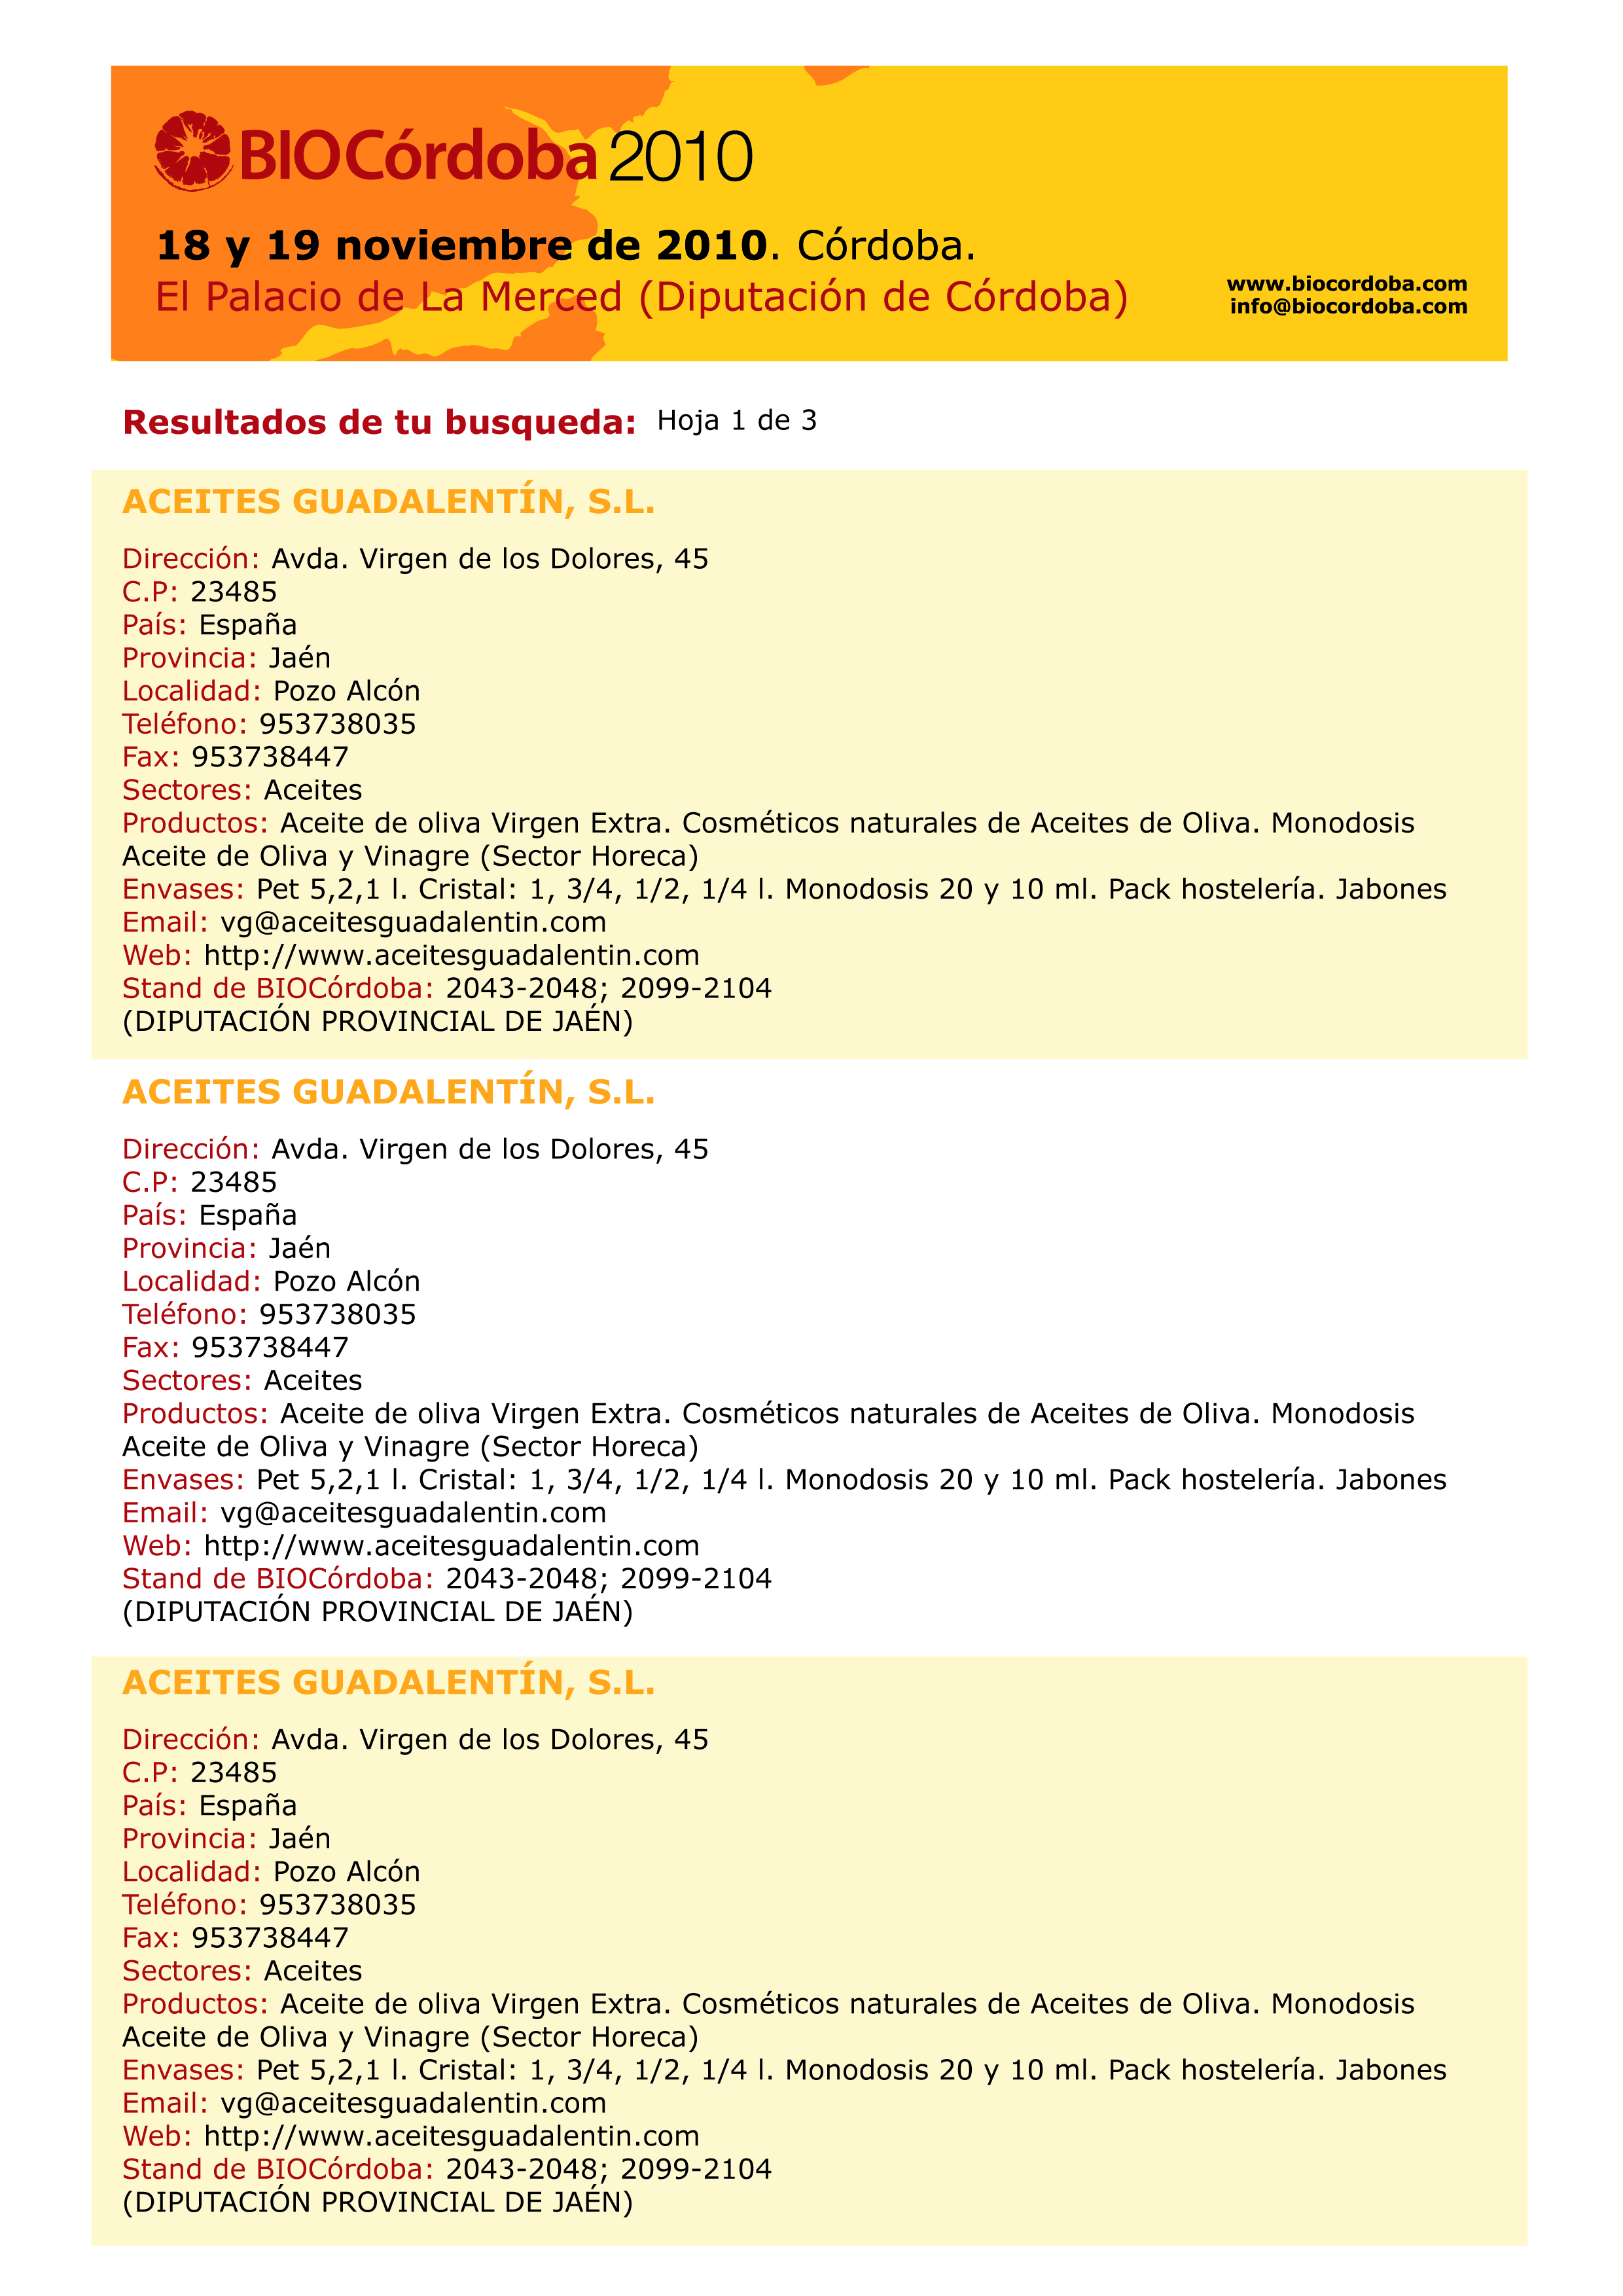 BIOCórdoba 2010
18 y 19 noviembre de 2010. Córdoba.
El Palacio de La Merced (Diputación de Córdoba)
www.biocordoba.com
info@biocordoba.com
Resultados de tu busqueda: Hoja 1 de 3
ACEITES GUADALENTÍN, S.L.
Dirección: Avda. Virgen de los Dolores, 45
C.P: 23485
País: España
Provincia: Jaén
Localidad: Pozo Alcón
Teléfono: 953738035
Fax: 953738447
Sectores: Aceites
Productos: Aceite de oliva Virgen Extra. Cosméticos naturales de Aceites de Oliva. Monodosis
Aceite de Oliva y Vinagre (Sector Horeca)
Envases: Pet 5,2,1 l. Cristal: 1, 3/4, 1/2, 1/4 l. Monodosis 20 y 10 ml. Pack hostelería. Jabones
Email: vg@aceitesguadalentin.com
Web: http://www.aceitesguadalentin.com
Stand de BIOCórdoba: 2043-2048; 2099-2104
(DIPUTACIÓN PROVINCIAL DE JAÉN)
ACEITES GUADALENTÍN, S.L.
Dirección: Avda. Virgen de los Dolores, 45
C.P: 23485
País: España
Provincia: Jaén
Localidad: Pozo Alcón
Teléfono: 953738035
Fax: 953738447
Sectores: Aceites
Productos: Aceite de oliva Virgen Extra. Cosméticos naturales de Aceites de Oliva. Monodosis
Aceite de Oliva y Vinagre (Sector Horeca)
Envases: Pet 5,2,1 l. Cristal: 1, 3/4, 1/2, 1/4 l. Monodosis 20 y 10 ml. Pack hostelería. Jabones
Email: vg@aceitesguadalentin.com
Web: http://www.aceitesguadalentin.com
Stand de BIOCórdoba: 2043-2048; 2099-2104
(DIPUTACIÓN PROVINCIAL DE JAÉN)
ACEITES GUADALENTÍN, S.L.
Dirección: Avda. Virgen de los Dolores, 45
C.P: 23485
País: España
Provincia: Jaén
Localidad: Pozo Alcón
Teléfono: 953738035
Fax: 953738447
Sectores: Aceites
Productos: Aceite de oliva Virgen Extra. Cosméticos naturales de Aceites de Oliva. Monodosis
Aceite de Oliva y Vinagre (Sector Horeca)
Envases: Pet 5,2,1 l. Cristal: 1, 3/4, 1/2, 1/4 l. Monodosis 20 y 10 ml. Pack hostelería. Jabones
Email: vg@aceitesguadalentin.com
Web: http://www.aceitesguadalentin.com
Stand de BIOCórdoba: 2043-2048; 2099-2104
(DIPUTACIÓN PROVINCIAL DE JAÉN)